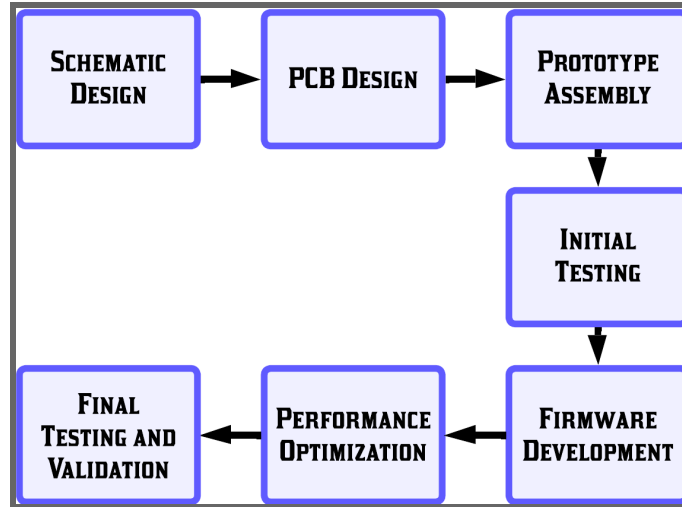 Schematic
Design
PCB Design
Prototype
Assembly
Initial
Testing
Firmware
Development
Performance
Optimization
Final
Testing and
Validation